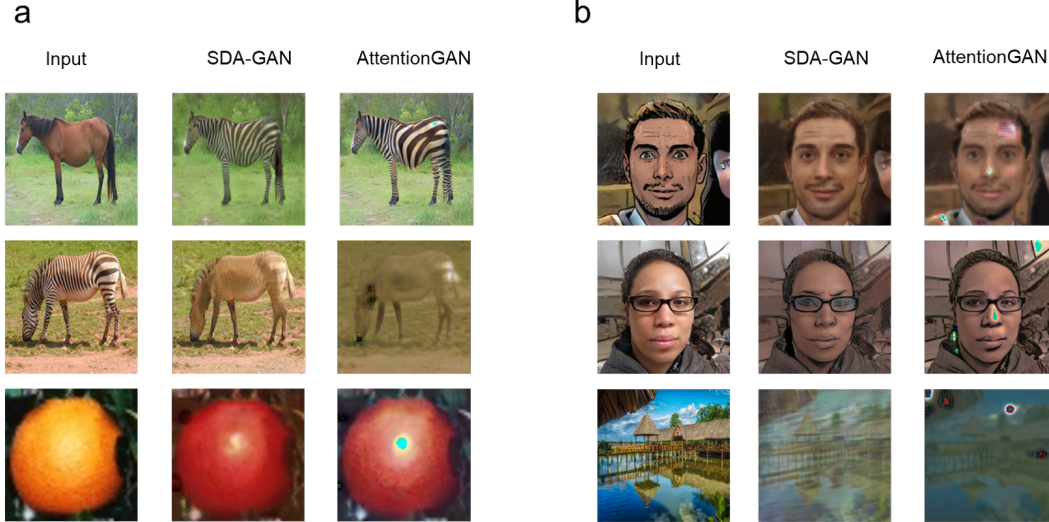 a
b
Input
SDA-GAN
AttentionGAN
Input
SDA-GAN
AttentionGAN